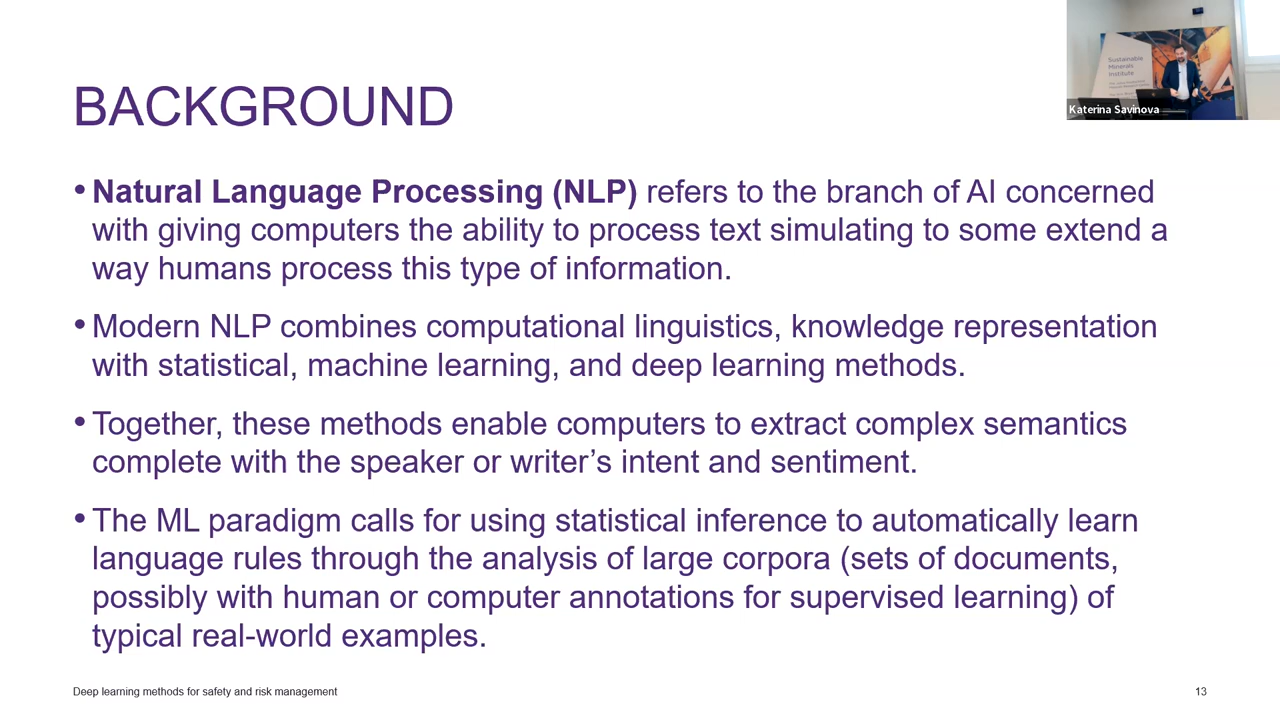 BACKGROUND
Sustainable
Minerals
Institute
Katerina Savinova
• Natural Language Processing (NLP) refers to the branch of AI concerned
with giving computers the ability to process text simulating to some extend a
way humans process this type of information.
• Modern NLP combines computational linguistics, knowledge representation
with statistical, machine learning, and deep learning methods.
• Together, these methods enable computers to extract complex semantics
complete with the speaker or writer’s intent and sentiment.
• The ML paradigm calls for using statistical inference to automatically learn
language rules through the analysis of large corpora (sets of documents,
possibly with human or computer annotations for supervised learning) of
typical real-world examples.
Deep learning methods for safety and risk management
13